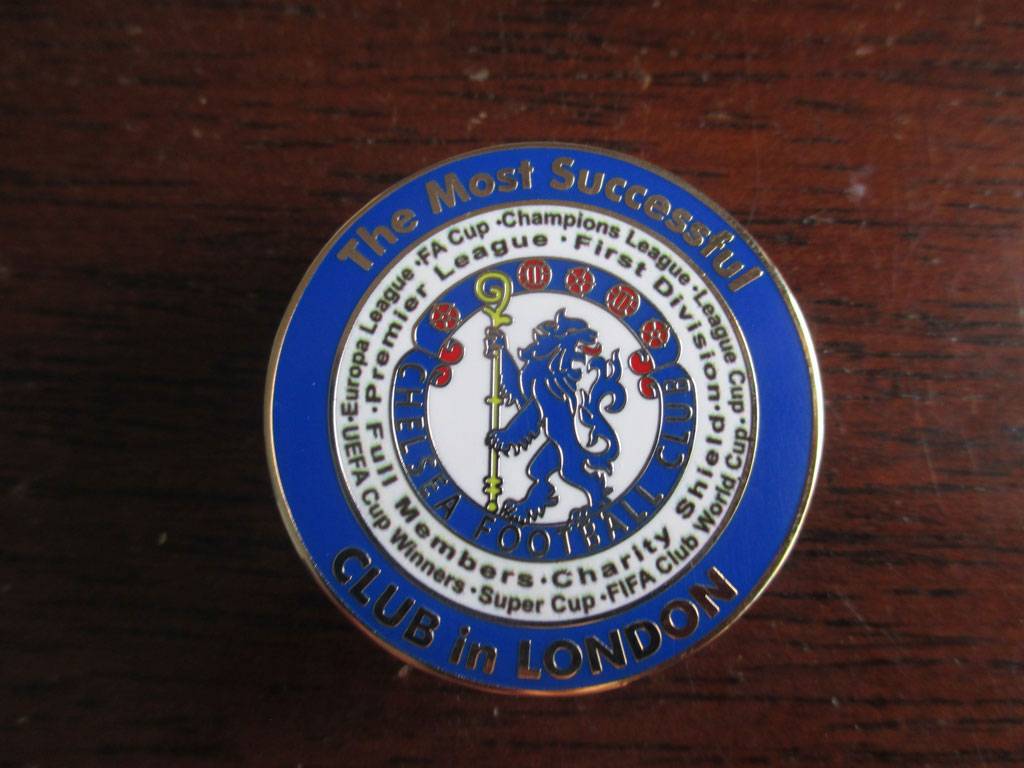 The Most Successful
CLUB in LONDON
·FA Cup ·Champions League ·League Cup ·FIFA Club World Cup ·Super Cup ·UEFA Cup Winners ·Europa League
·Premier League ·First Division ·Charity Shield ·Full Members
CHELSEA FOOTBALL CLUB